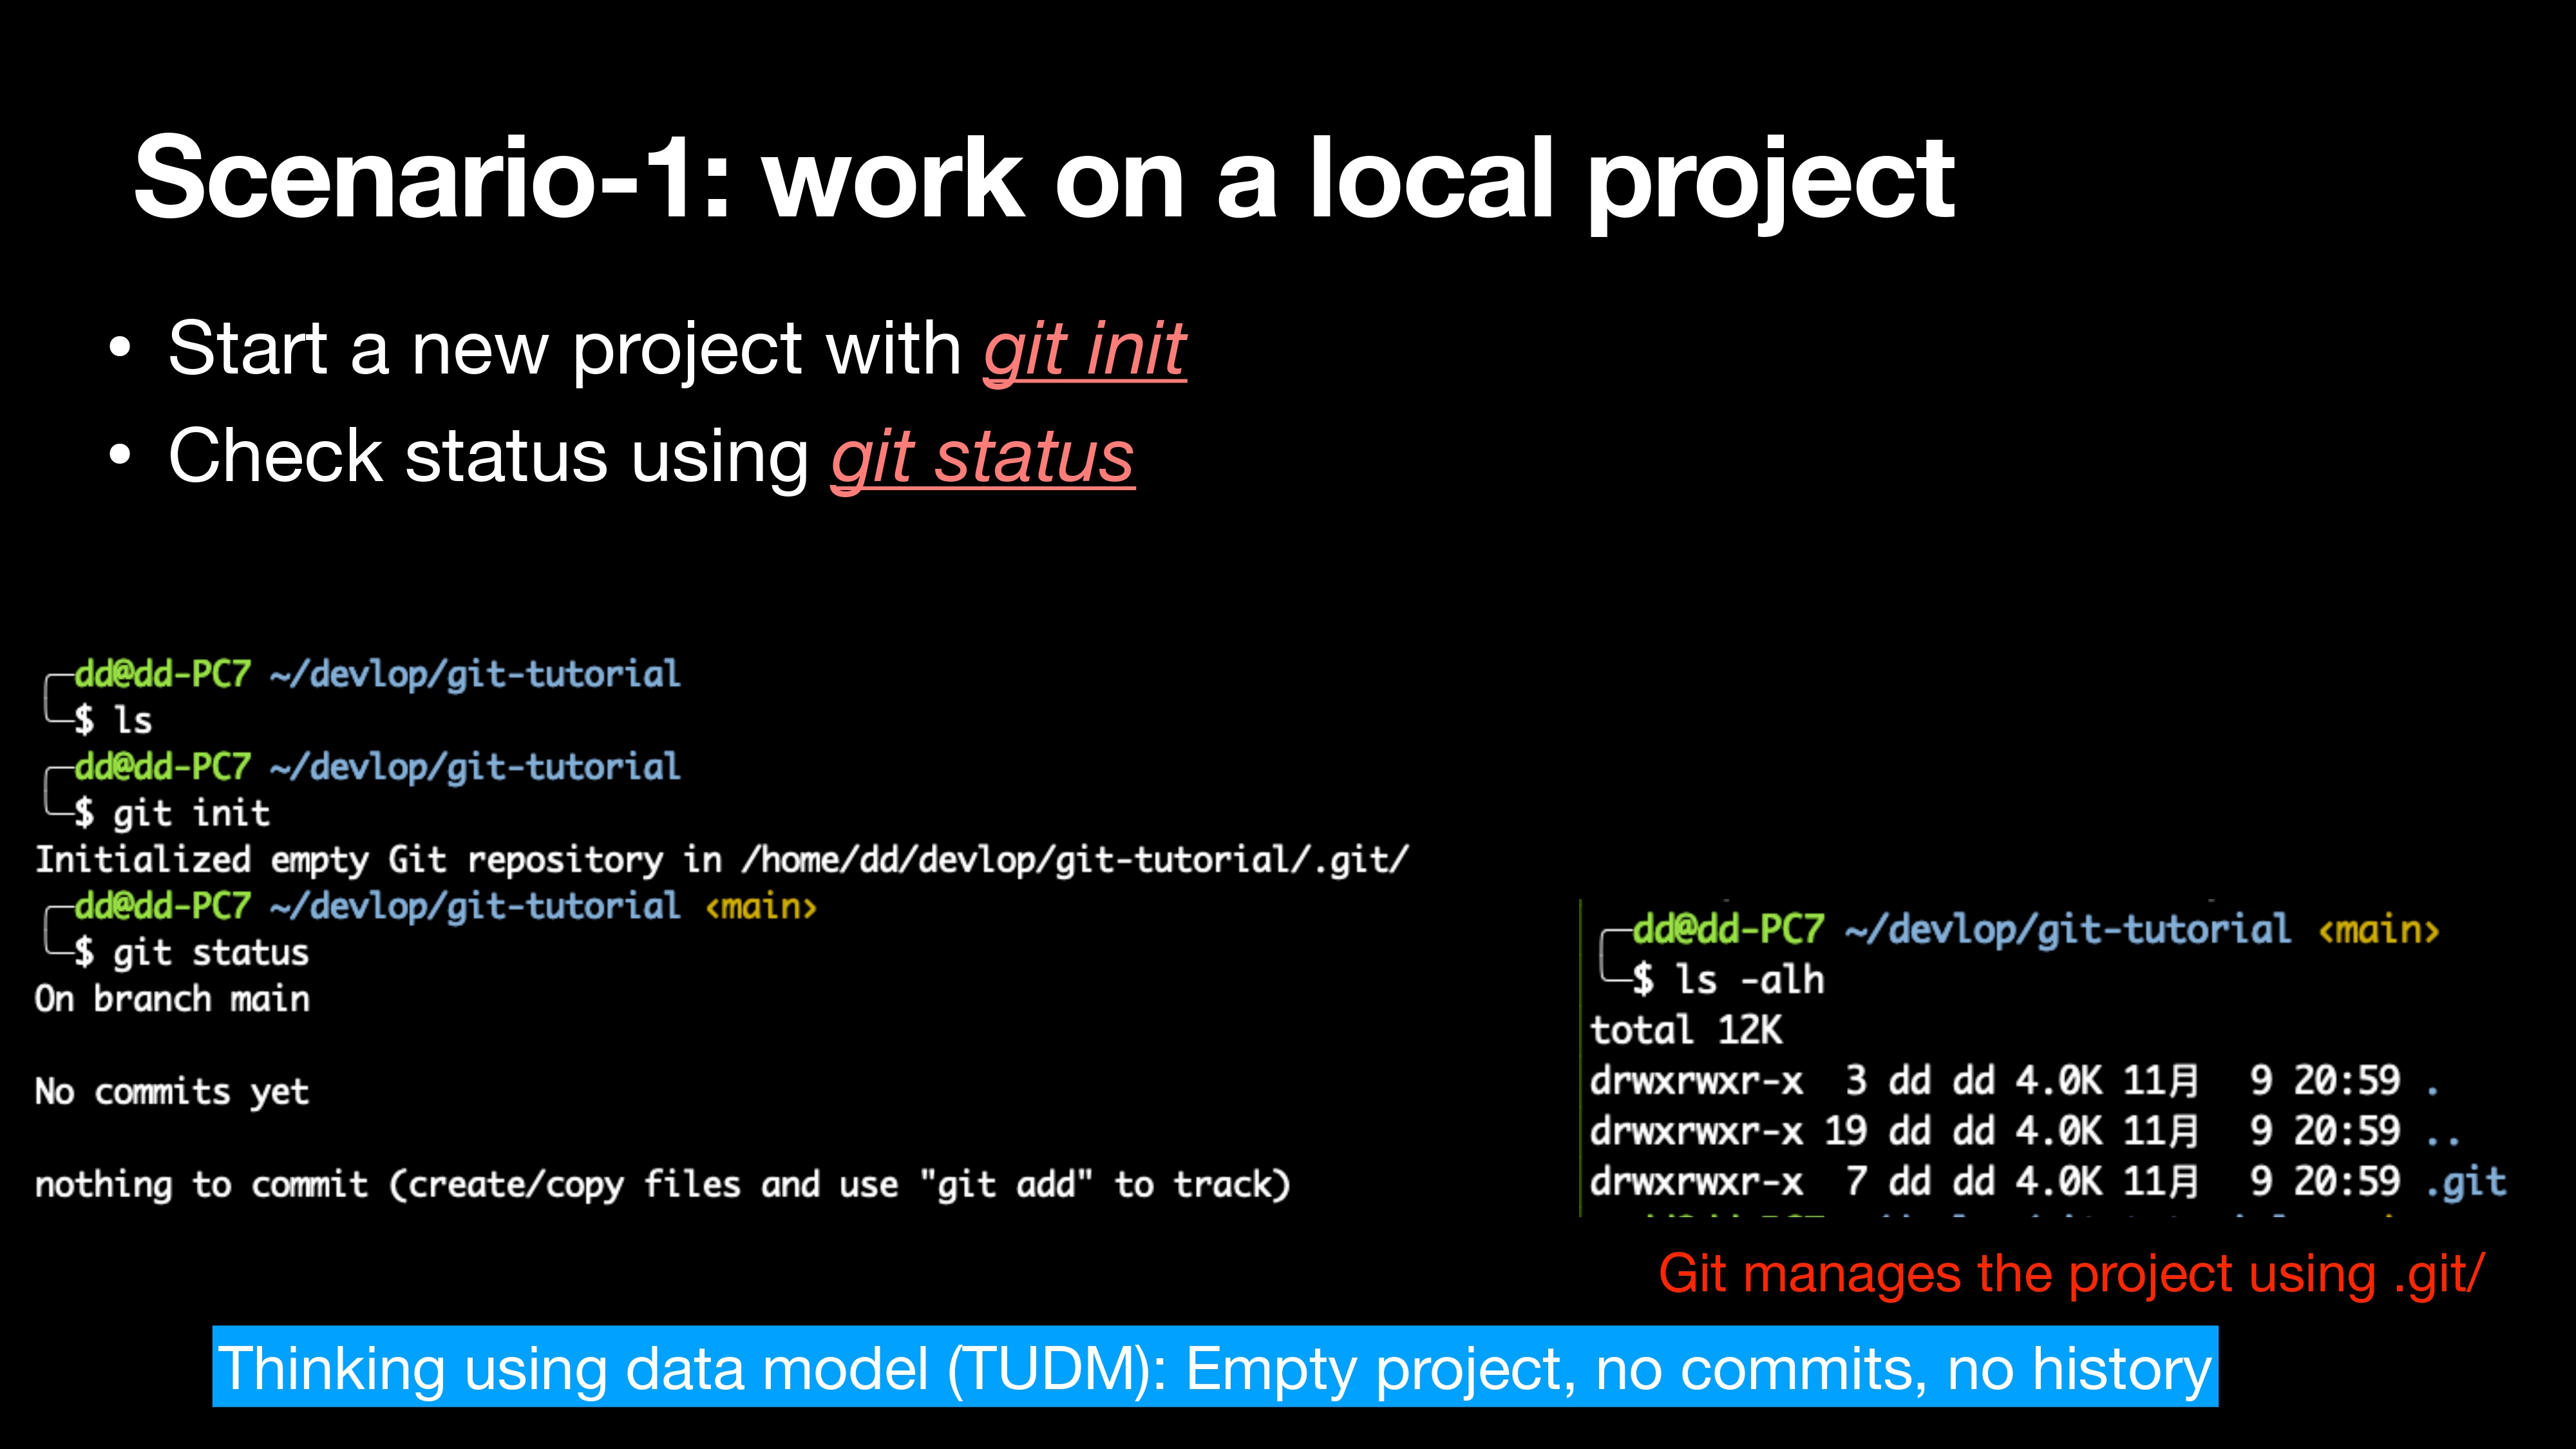 Scenario-1: work on a local project
• Start a new project with git init
• Check status using git status
dd@dd-PC7 ~/devlop/git-tutorial
$ ls
dd@dd-PC7 ~/devlop/git-tutorial
$ git init
Initialized empty Git repository in /home/dd/devlop/git-tutorial/.git/
dd@dd-PC7 ~/devlop/git-tutorial ‹main›
$ git status
On branch main
No commits yet
nothing to commit (create/copy files and use "git add" to track)
dd@dd-PC7 ~/devlop/git-tutorial ‹main›
$ ls -alh
total 12K
drwxrwxr-x  3 dd dd 4.0K 11月  9 20:59 .
drwxrwxr-x 19 dd dd 4.0K 11月  9 20:59 ..
drwxrwxr-x  7 dd dd 4.0K 11月  9 20:59 .git
Git manages the project using .git/
Thinking using data model (TUDM): Empty project, no commits, no history